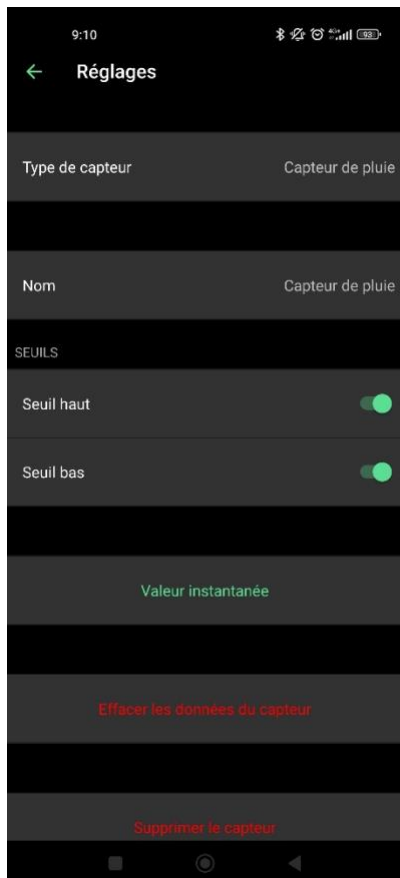 9:10
93
Réglages
Type de capteur Capteur de pluie
Nom Capteur de pluie
SEUILS
Seuil haut
Seuil bas
Valeur instantanée
Effacer les données du capteur
Supprimer le capteur